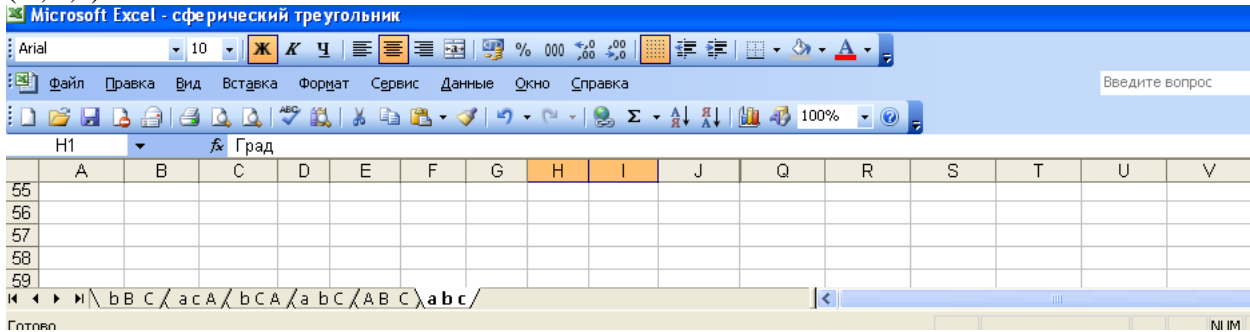 Microsoft Excel - сферический треугольник
Arial 10 Ж К Ч % 000 A
Файл Правка Вид Вставка Формат Сервис Данные Окно Справка Введите вопрос
100%
H1 fx Град
A B C D E F G H I J Q R S T U V
55
56
57
58
59
b B C a c A b C A a b C A B C a b c
Готово NUM